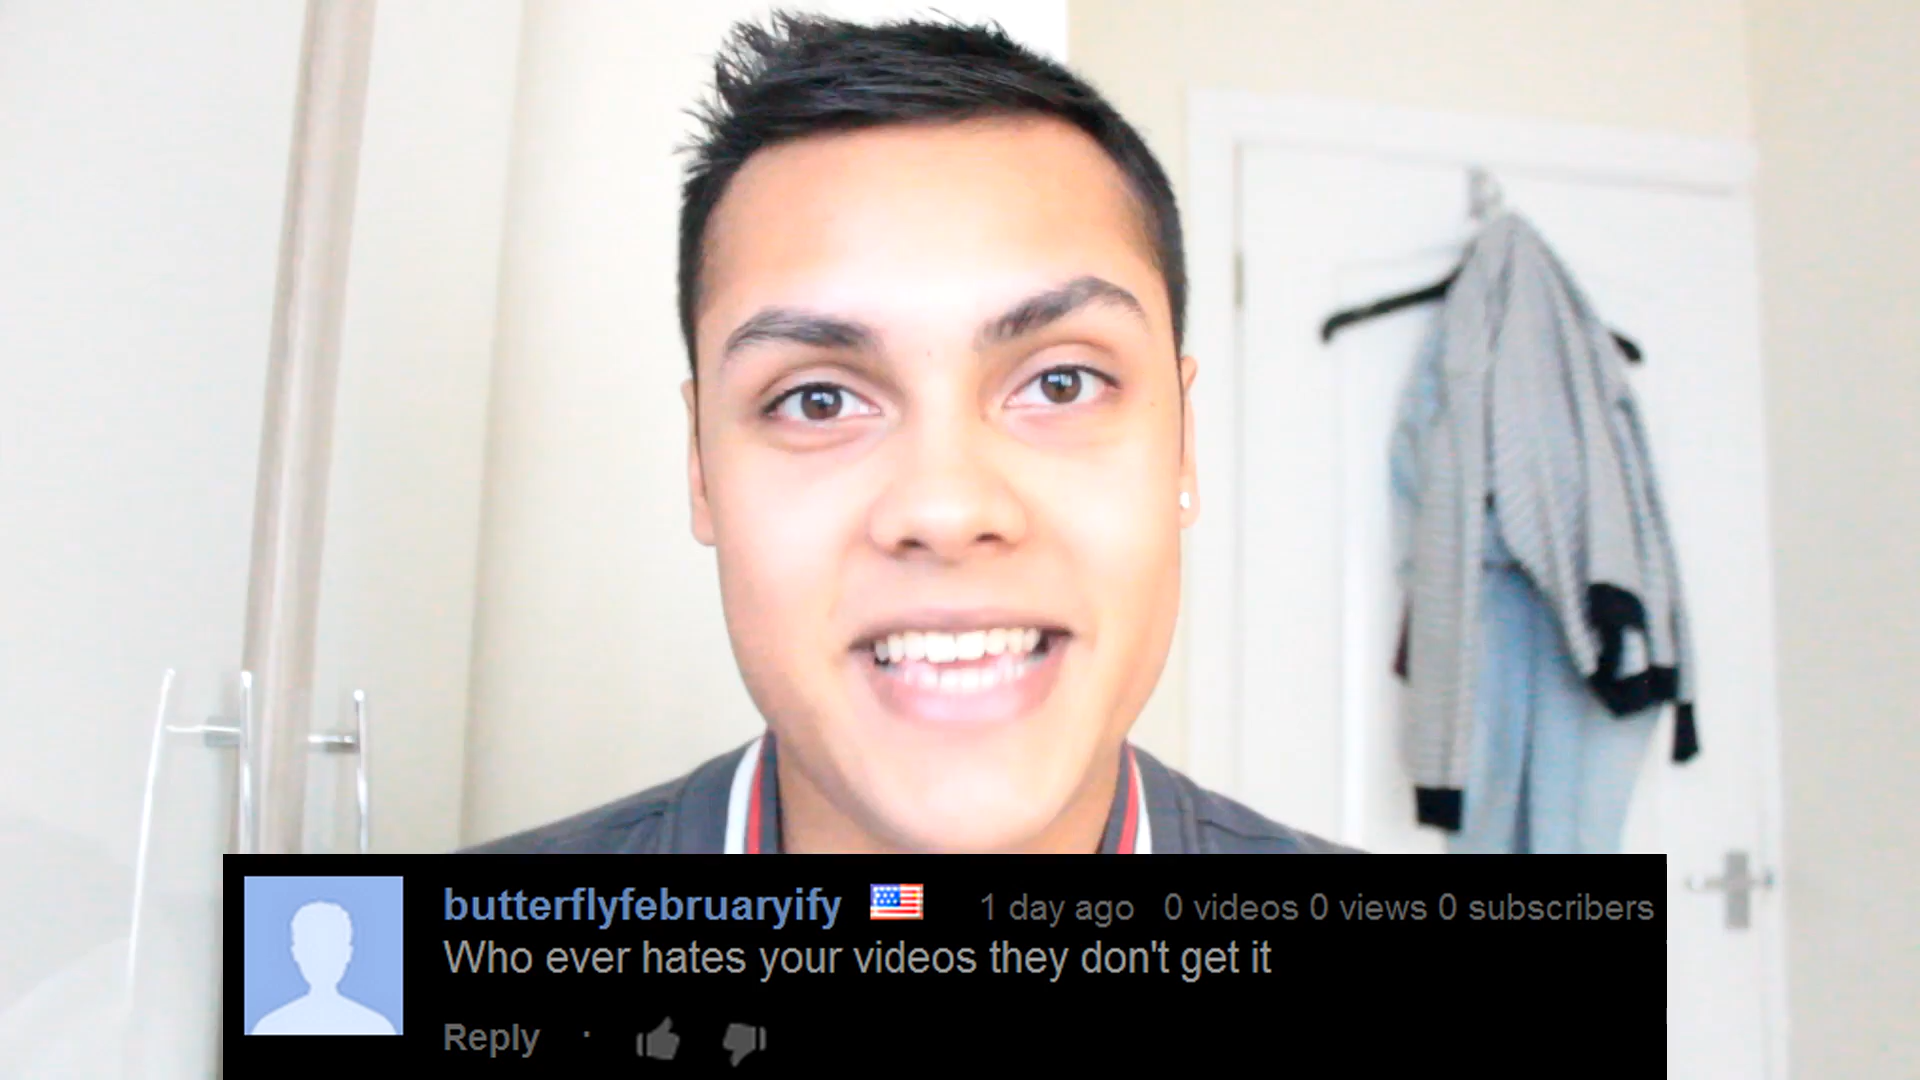 butterflyfebruaryify 1 day ago 0 videos 0 views 0 subscribers
Who ever hates your videos they don't get it
Reply ·